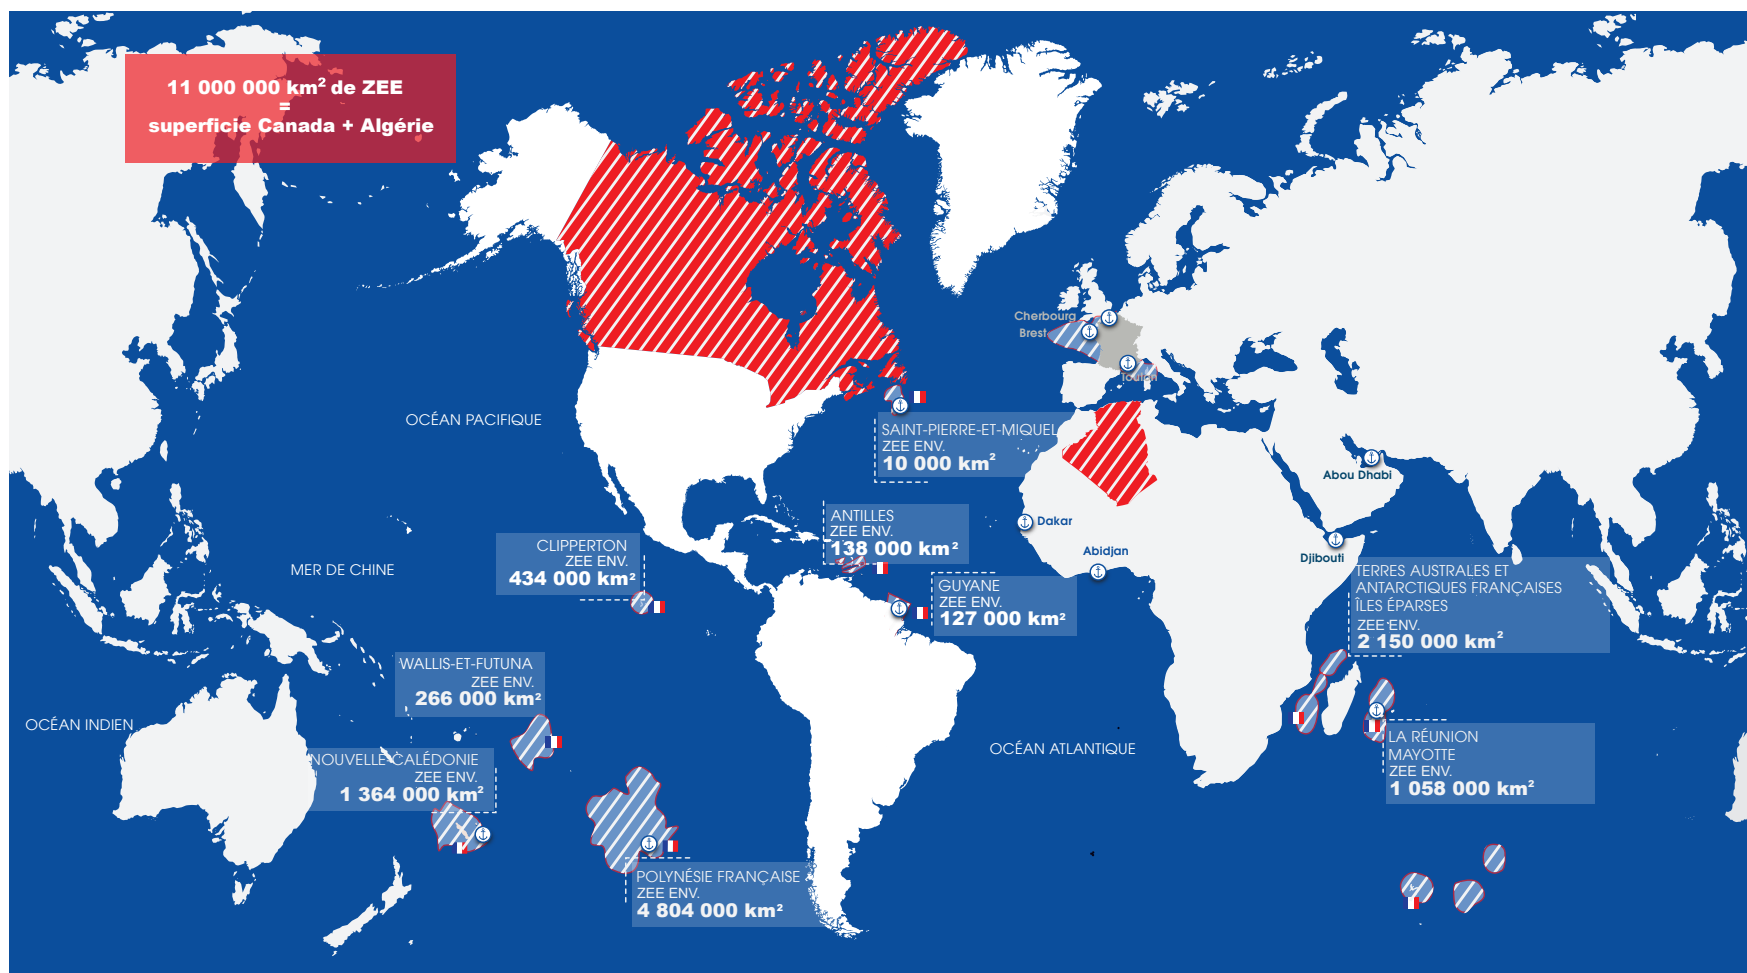 11 000 000 km² de ZEE
=
superficie Canada + Algérie
Cherbourg
Brest
Toulon
OCÉAN PACIFIQUE
SAINT-PIERRE-ET-MIQUEL
ZEE ENV.
10 000 km²
Abou Dhabi
ANTILLES
ZEE ENV.
138 000 km²
Dakar
Abidjan
Djibouti
CLIPPERTON
ZEE ENV.
434 000 km²
MER DE CHINE
GUYANE
ZEE ENV.
127 000 km²
TERRES AUSTRALES ET
ANTARCTIQUES FRANÇAISES
ÎLES ÉPARSES
ZEE ENV.
2 150 000 km²
WALLIS-ET-FUTUNA
ZEE ENV.
266 000 km²
OCÉAN INDIEN
OCÉAN ATLANTIQUE
LA RÉUNION
MAYOTTE
ZEE ENV.
1 058 000 km²
NOUVELLE-CALÉDONIE
ZEE ENV.
1 364 000 km²
POLYNÉSIE FRANÇAISE
ZEE ENV.
4 804 000 km²